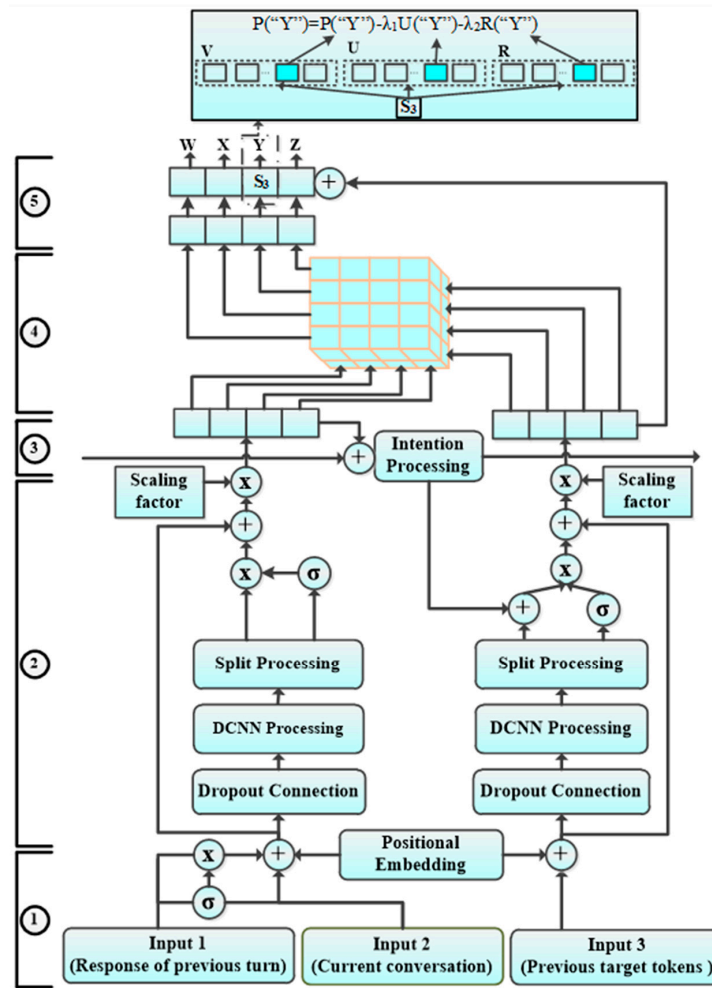 P(“Y”)=P(“Y”)-λ₁U(“Y”)-λ₂R(“Y”)
V U R
... ... ...
S₃
W X Y Z
S₃ +
5
4
3
+ Intention
Processing
Scaling
factor
x
x
Scaling
factor
+
+
x σ
x
+ σ
2
Split Processing
Split Processing
DCNN Processing
DCNN Processing
Dropout Connection
Dropout Connection
x + Positional
Embedding
+
σ
1
Input 1
(Response of previous turn)
Input 2
(Current conversation)
Input 3
(Previous target tokens )